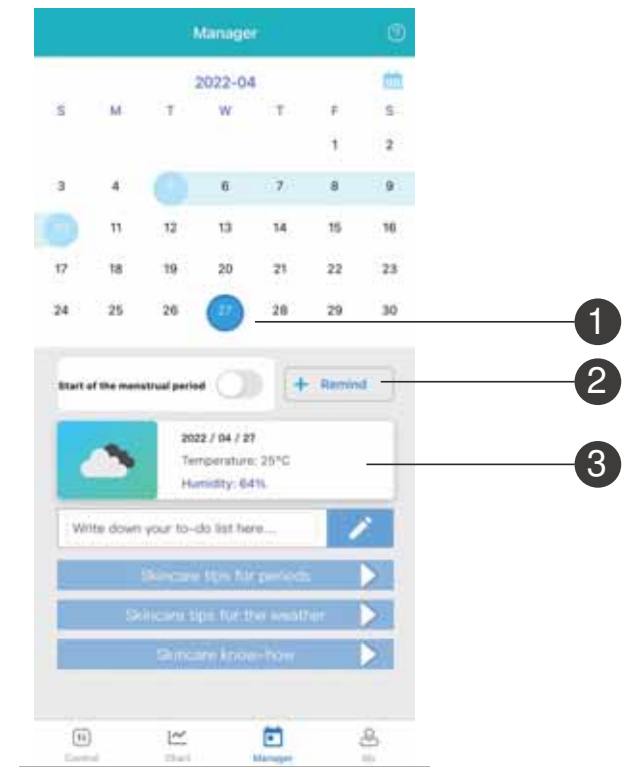 Manager ?
2022-04
S M T W T F S
1 2
3 4 5 6 7 8 9
10 11 12 13 14 15 16
17 18 19 20 21 22 23
24 25 26 27 28 29 30
1
Start of the menstrual period + Remind
2
2022 / 04 / 27
Temperature: 25°C
Humidity: 64%
3
Write down your to-do list here...
Skincare tips for periods
Skincare tips for the weather
Skincare know-how
Control Chart Manager Me